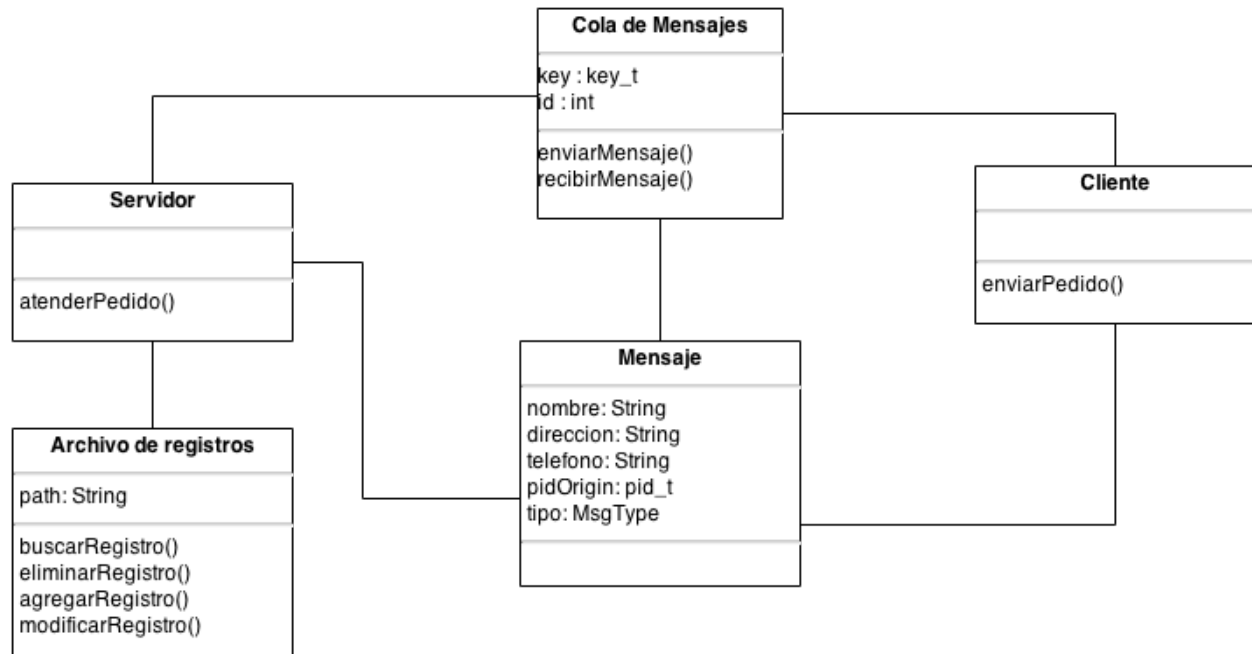 Cola de Mensajes
key : key_t
id : int
enviarMensaje()
recibirMensaje()
Servidor
atenderPedido()
Cliente
enviarPedido()
Mensaje
nombre: String
direccion: String
telefono: String
pidOrigin: pid_t
tipo: MsgType
Archivo de registros
path: String
buscarRegistro()
eliminarRegistro()
agregarRegistro()
modificarRegistro()